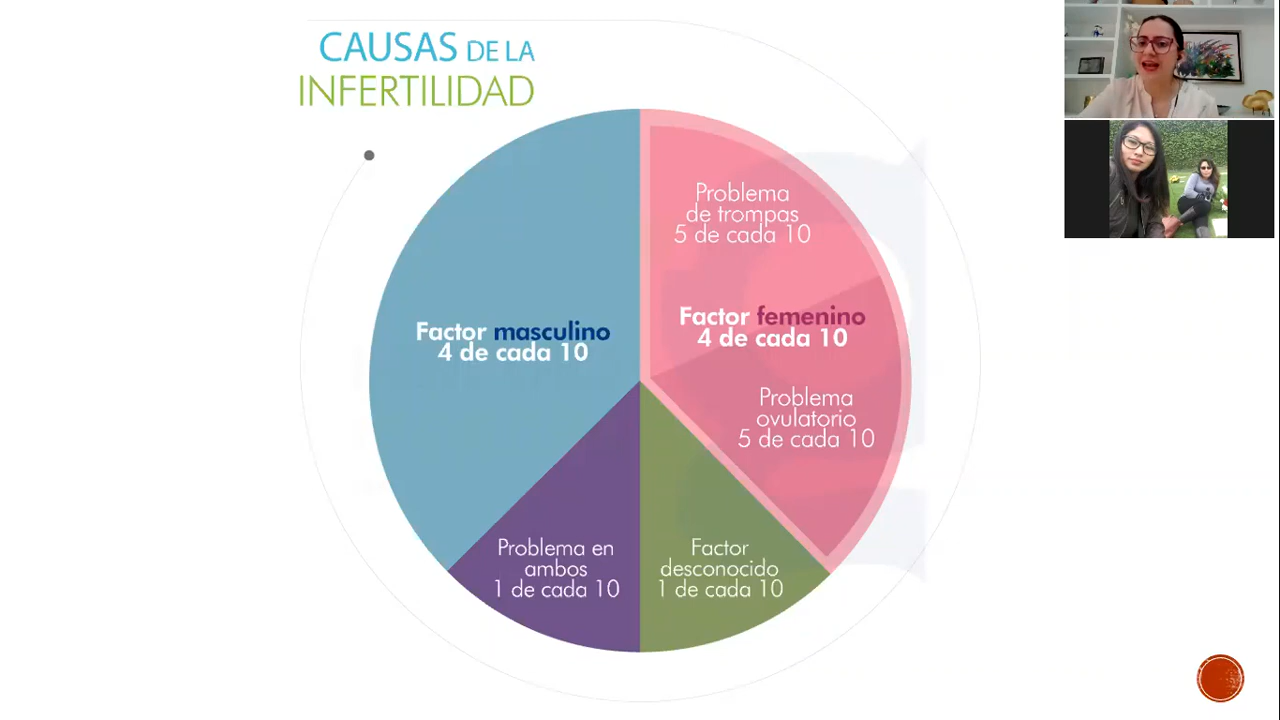 CAUSAS DE LA
INFERTILIDAD
Problema
de trompas
5 de cada 10
Factor femenino
4 de cada 10
Problema
ovulatorio
5 de cada 10
Factor masculino
4 de cada 10
Problema en
ambos
1 de cada 10
Factor
desconocido
1 de cada 10